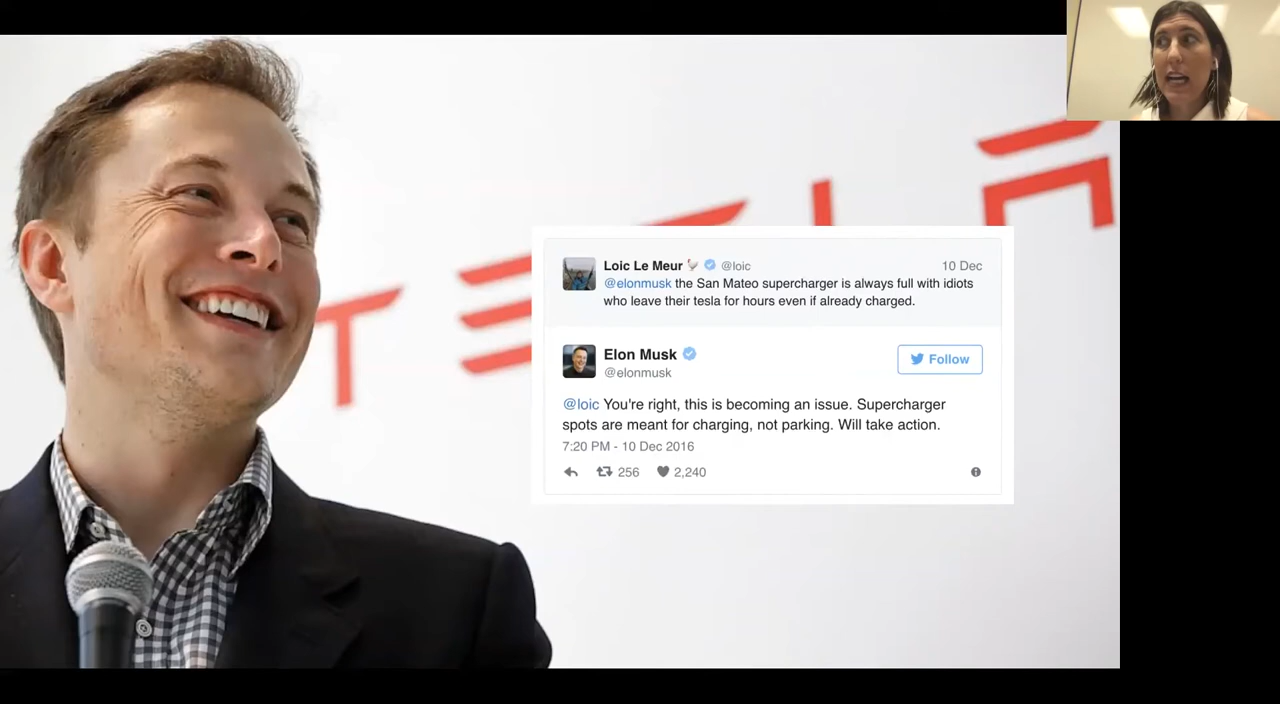 TESLA
Loic Le Meur 🐓 @loic 10 Dec
@elonmusk the San Mateo supercharger is always full with idiots
who leave their tesla for hours even if already charged.
Elon Musk
@elonmusk
Follow
@loic You're right, this is becoming an issue. Supercharger
spots are meant for charging, not parking. Will take action.
7:20 PM - 10 Dec 2016
256 2,240